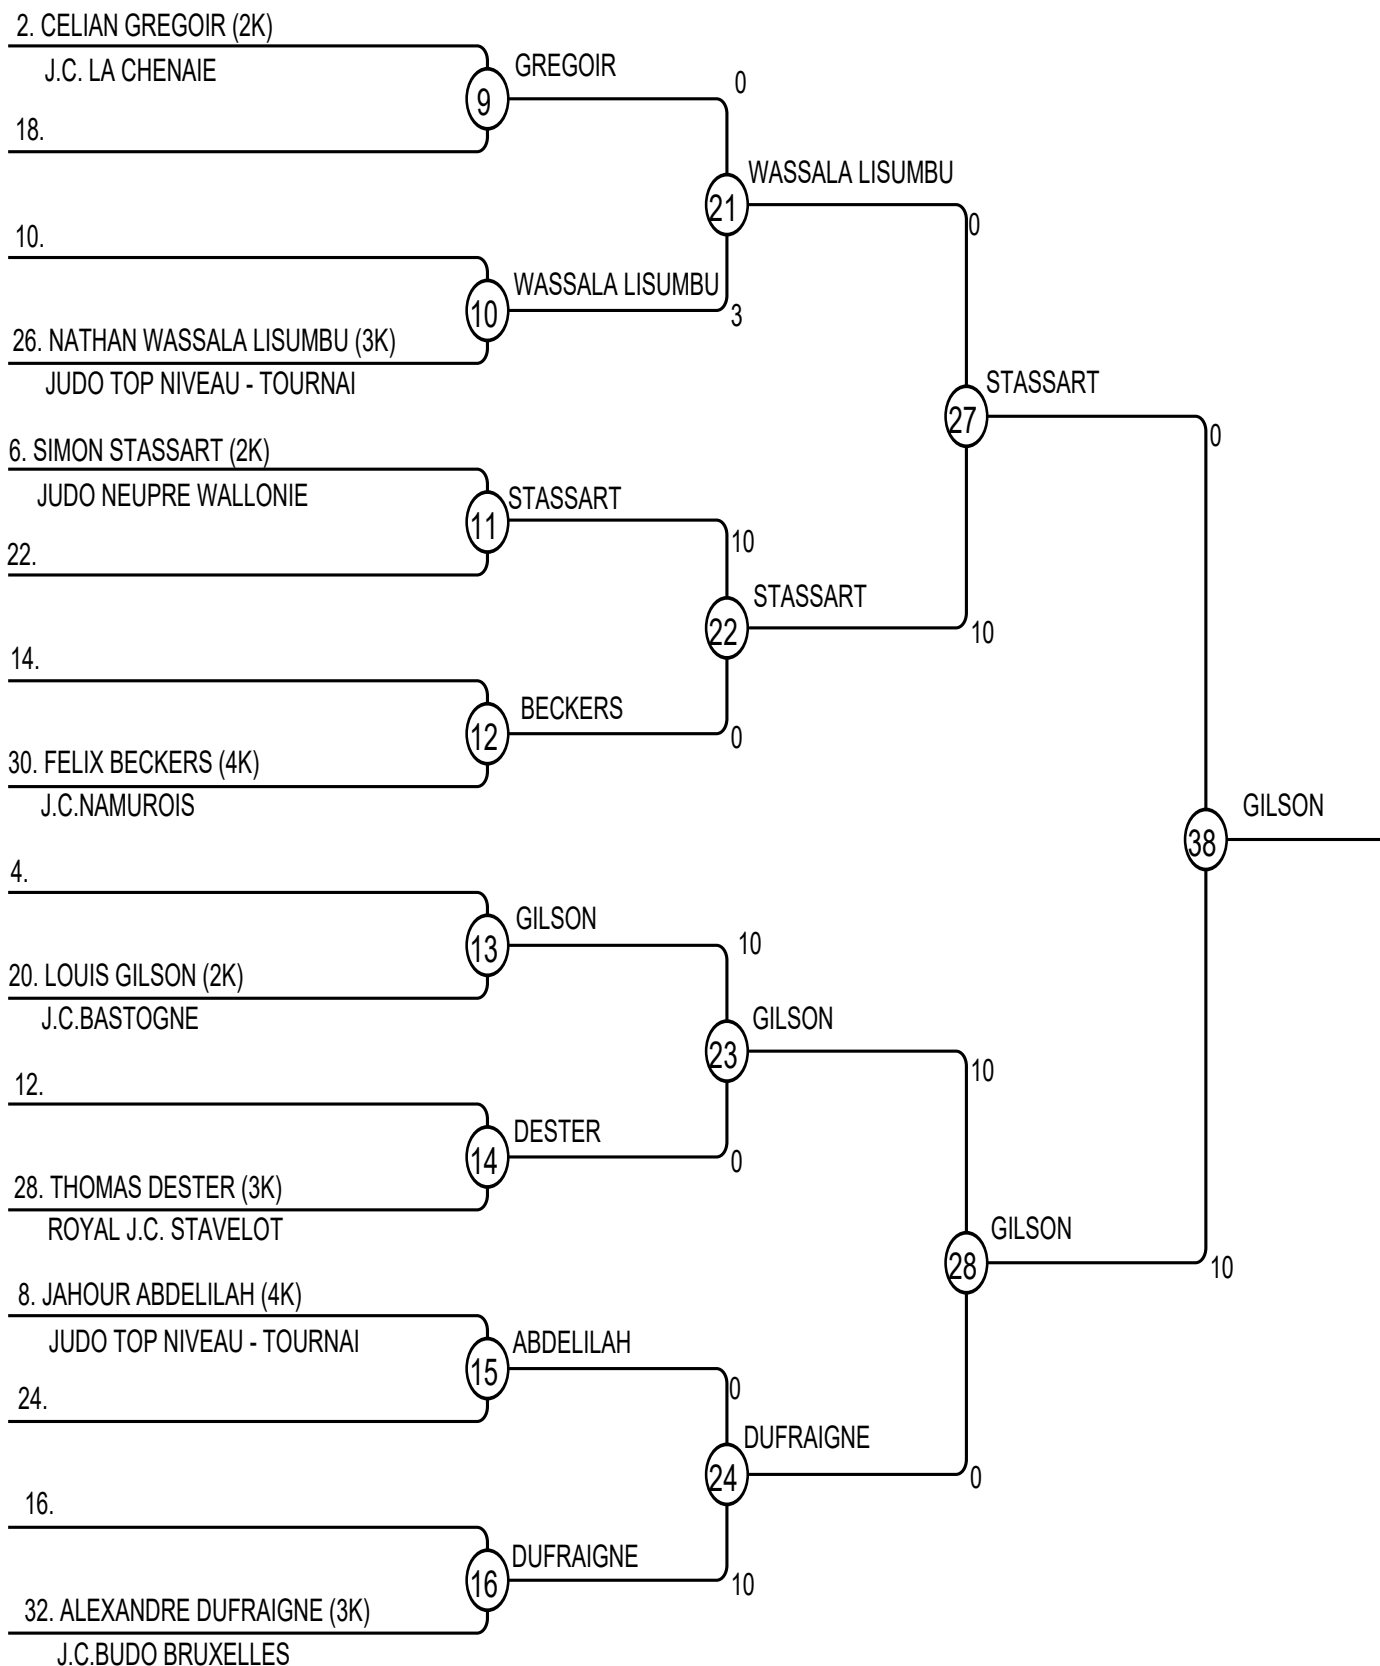 2. CELIAN GREGOIR (2K)
J.C. LA CHENAIE
9
GREGOIR
0
18.
21
WASSALA LISUMBU
0
10.
10
WASSALA LISUMBU
3
26. NATHAN WASSALA LISUMBU (3K)
JUDO TOP NIVEAU - TOURNAI
27
STASSART
0
6. SIMON STASSART (2K)
JUDO NEUPRE WALLONIE
11
STASSART
10
22.
22
STASSART
10
14.
12
BECKERS
0
30. FELIX BECKERS (4K)
J.C.NAMUROIS
38
GILSON
4.
13
GILSON
10
20. LOUIS GILSON (2K)
J.C.BASTOGNE
23
GILSON
10
12.
14
DESTER
0
28. THOMAS DESTER (3K)
ROYAL J.C. STAVELOT
28
GILSON
10
8. JAHOUR ABDELILAH (4K)
JUDO TOP NIVEAU - TOURNAI
15
ABDELILAH
0
24.
24
DUFRAIGNE
0
16.
16
DUFRAIGNE
10
32. ALEXANDRE DUFRAIGNE (3K)
J.C.BUDO BRUXELLES